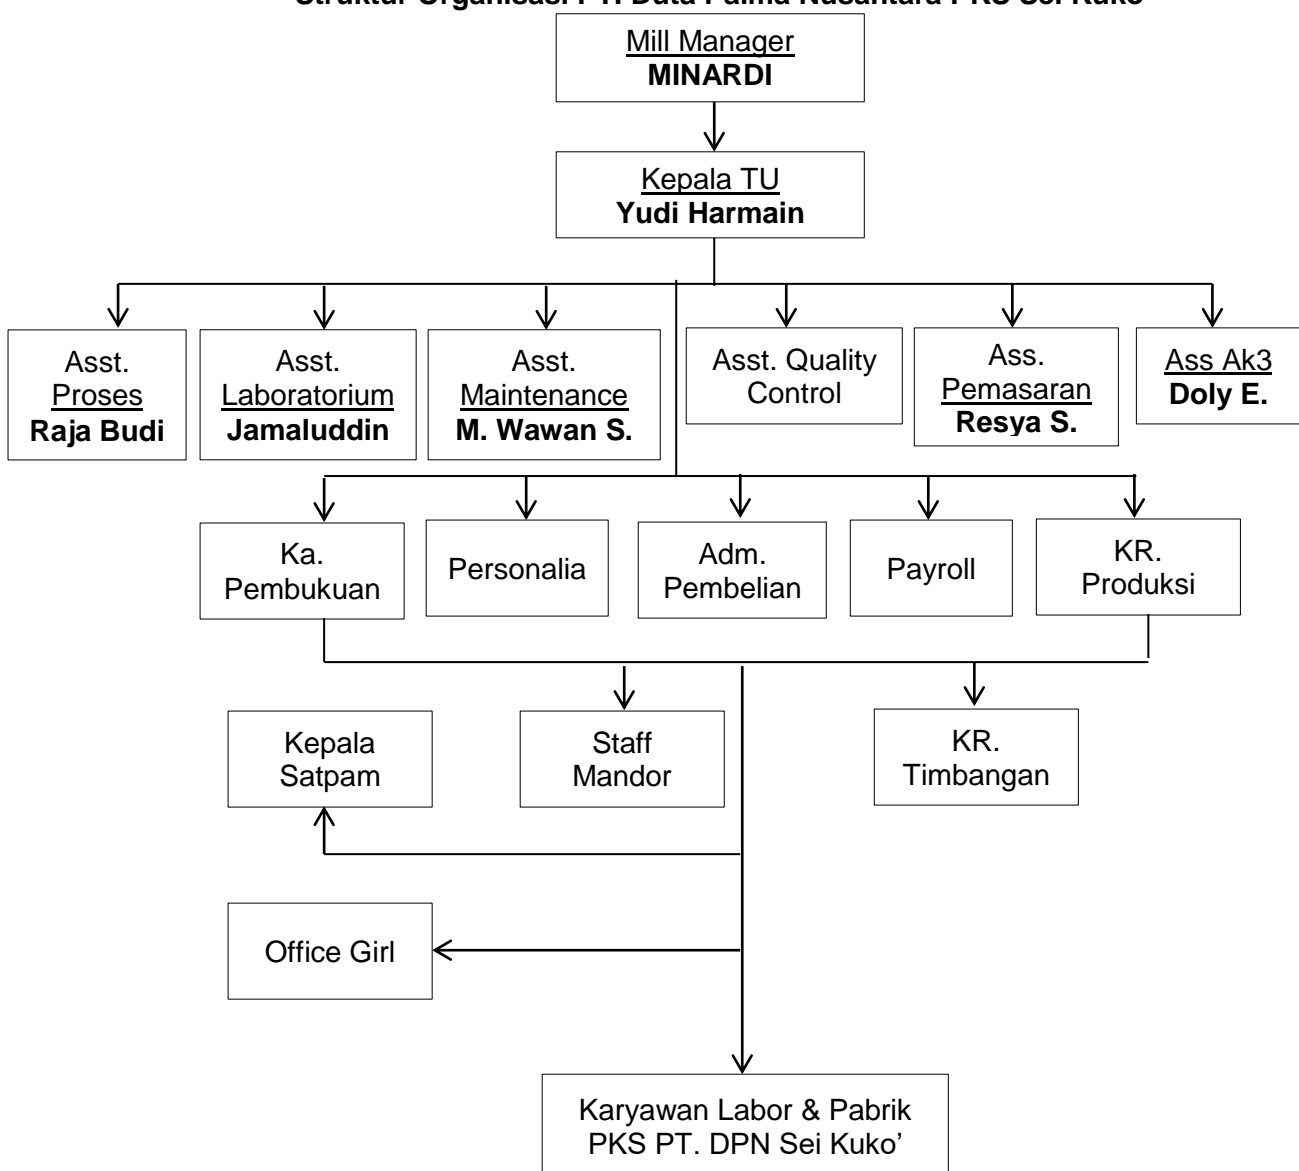 Struktur Organisasi PT. Duta Palma Nusantara PKS Sei Kuko
Mill Manager
MINARDI
Kepala TU
Yudi Harmain
Asst.
Proses
Raja Budi
Asst.
Laboratorium
Jamaluddin
Asst.
Maintenance
M. Wawan S.
Asst. Quality
Control
Ass.
Pemasaran
Resya S.
Ass Ak3
Doly E.
Ka.
Pembukuan
Personalia
Adm.
Pembelian
Payroll
KR.
Produksi
Kepala
Satpam
Staff
Mandor
KR.
Timbangan
Office Girl
Karyawan Labor & Pabrik
PKS PT. DPN Sei Kuko’